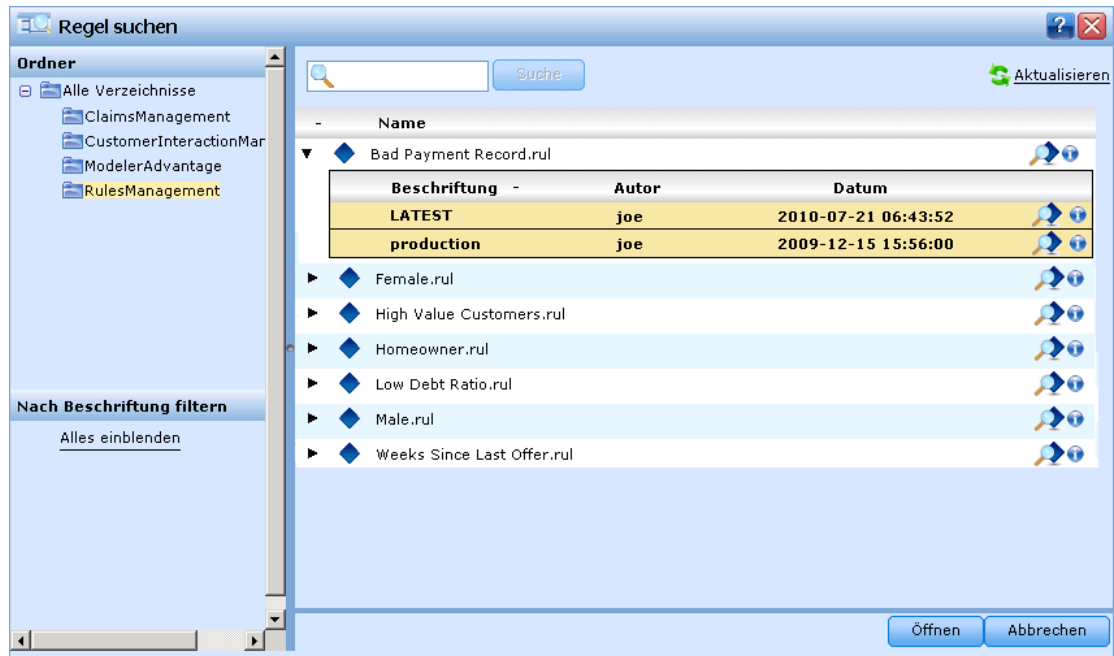 Regel suchen
Ordner
Alle Verzeichnisse
ClaimsManagement
CustomerInteractionMar
ModelerAdvantage
RulesManagement
Nach Beschriftung filtern
Alles einblenden
Suche
Aktualisieren
- Name
Bad Payment Record.rul
Beschriftung - Autor Datum
LATEST joe 2010-07-21 06:43:52
production joe 2009-12-15 15:56:00
Female.rul
High Value Customers.rul
Homeowner.rul
Low Debt Ratio.rul
Male.rul
Weeks Since Last Offer.rul
Öffnen Abbrechen